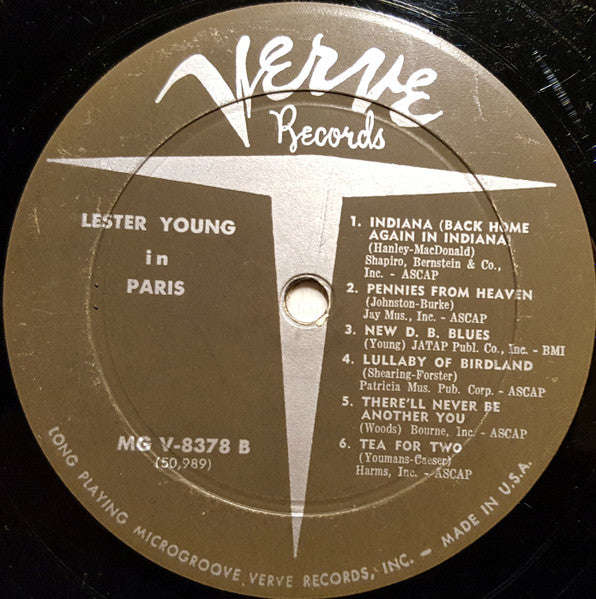 Verve
Records
LESTER YOUNG
in
PARIS
MG V-8378 B
(50,989)
1. INDIANA (BACK HOME
AGAIN IN INDIANA)
(Hanley-MacDonald)
Shapiro, Bernstein & Co.,
Inc. - ASCAP
2. PENNIES FROM HEAVEN
(Johnston-Burke)
Jay Mus., Inc. - ASCAP
3. NEW D. B. BLUES
(Young) JATAP Publ. Co., Inc. - BMI
4. LULLABY OF BIRDLAND
(Shearing-Forster)
Patricia Mus. Pub. Corp. - ASCAP
5. THERE'LL NEVER BE
ANOTHER YOU
(Woods) Bourne, Inc. - ASCAP
6. TEA FOR TWO
(Youmans-Caeser)
Harms, Inc. - ASCAP
LONG PLAYING MICROGROOVE VERVE RECORDS, INC. — MADE IN U.S.A.